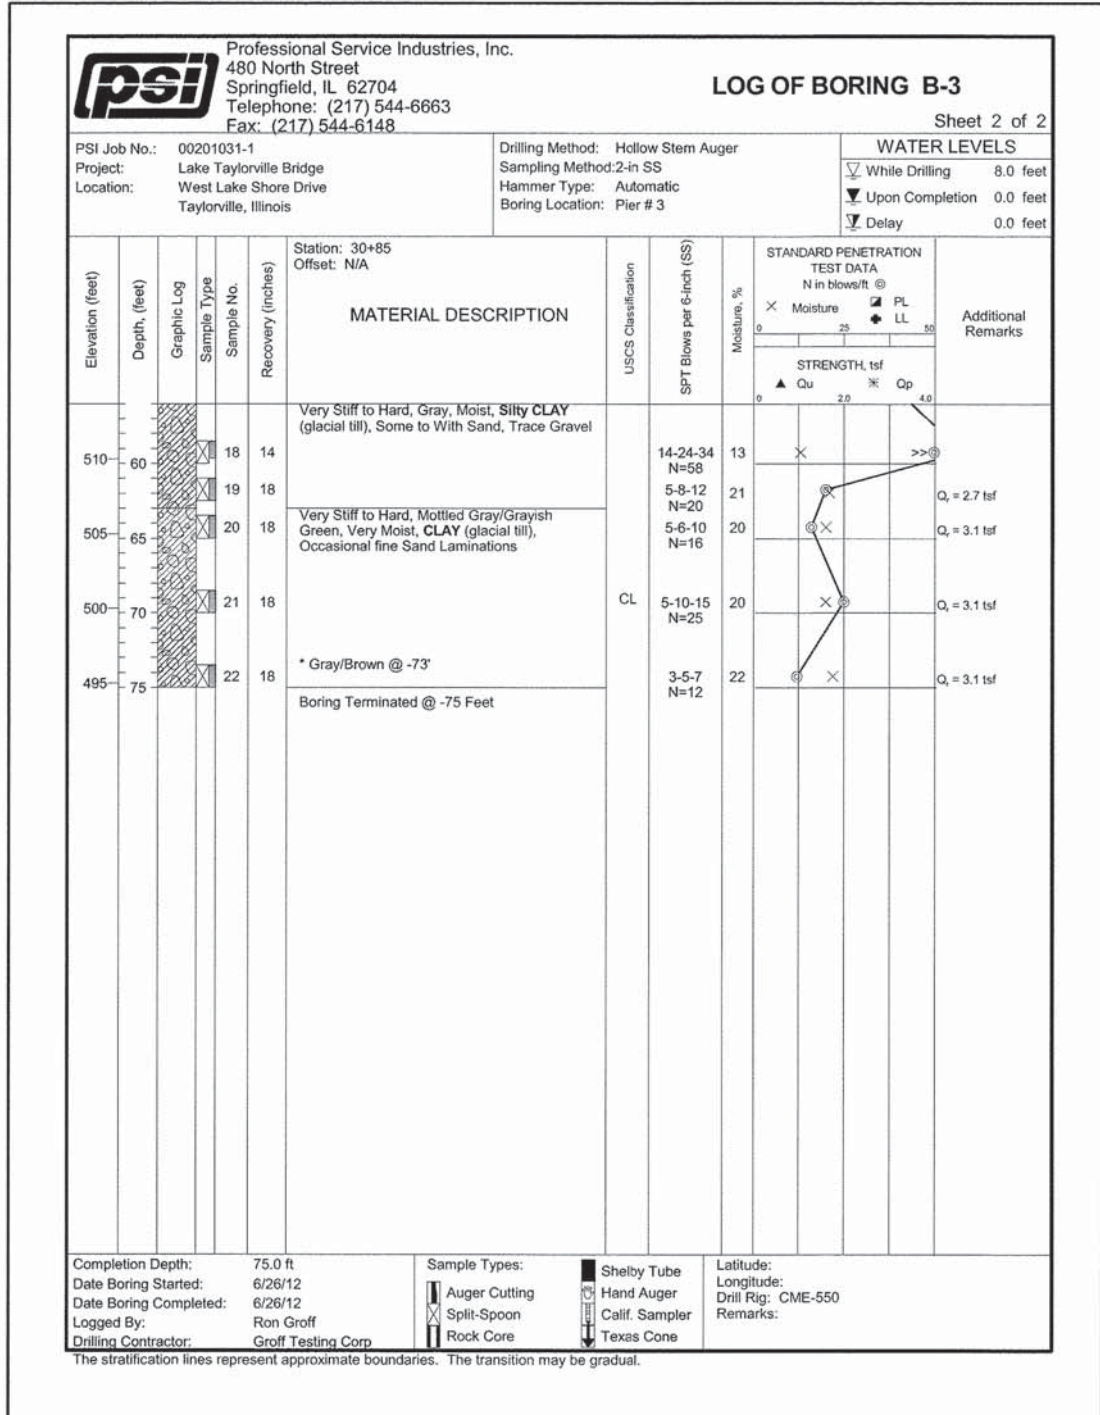 psi
Professional Service Industries, Inc.
480 North Street
Springfield, IL 62704
Telephone: (217) 544-6663
Fax: (217) 544-6148
LOG OF BORING B-3
Sheet 2 of 2
PSI Job No.: 00201031-1
Project: Lake Taylorville Bridge
Location: West Lake Shore Drive
Taylorville, Illinois
Drilling Method: Hollow Stem Auger
Sampling Method:2-in SS
Hammer Type: Automatic
Boring Location: Pier # 3
WATER LEVELS
While Drilling 8.0 feet
Upon Completion 0.0 feet
Delay 0.0 feet
Elevation (feet)
Depth, (feet)
Graphic Log
Sample Type
Sample No.
Recovery (inches)
Station: 30+85
Offset: N/A
MATERIAL DESCRIPTION
USCS Classification
SPT Blows per 6-inch (SS)
Moisture, %
STANDARD PENETRATION
TEST DATA
N in blows/ft
Moisture
PL
LL
0 25 50
STRENGTH, tsf
Qu Qp
0 2.0 4.0
Additional
Remarks
Very Stiff to Hard, Gray, Moist, Silty CLAY
(glacial till), Some to With Sand, Trace Gravel
510 60 18 14 14-24-34 13 >>
N=58
19 18 5-8-12 21 Qr = 2.7 tsf
N=20
Very Stiff to Hard, Mottled Gray/Grayish
Green, Very Moist, CLAY (glacial till),
Occasional fine Sand Laminations
505 65 20 18 5-6-10 20 Qr = 3.1 tsf
N=16
500 70 21 18 CL 5-10-15 20 Qr = 3.1 tsf
N=25
* Gray/Brown @ -73'
495 75 22 18 3-5-7 22 Qr = 3.1 tsf
N=12
Boring Terminated @ -75 Feet
Completion Depth: 75.0 ft
Date Boring Started: 6/26/12
Date Boring Completed: 6/26/12
Logged By: Ron Groff
Drilling Contractor: Groff Testing Corp
Sample Types:
Auger Cutting
Split-Spoon
Rock Core
Shelby Tube
Hand Auger
Calif. Sampler
Texas Cone
Latitude:
Longitude:
Drill Rig: CME-550
Remarks:
The stratification lines represent approximate boundaries. The transition may be gradual.